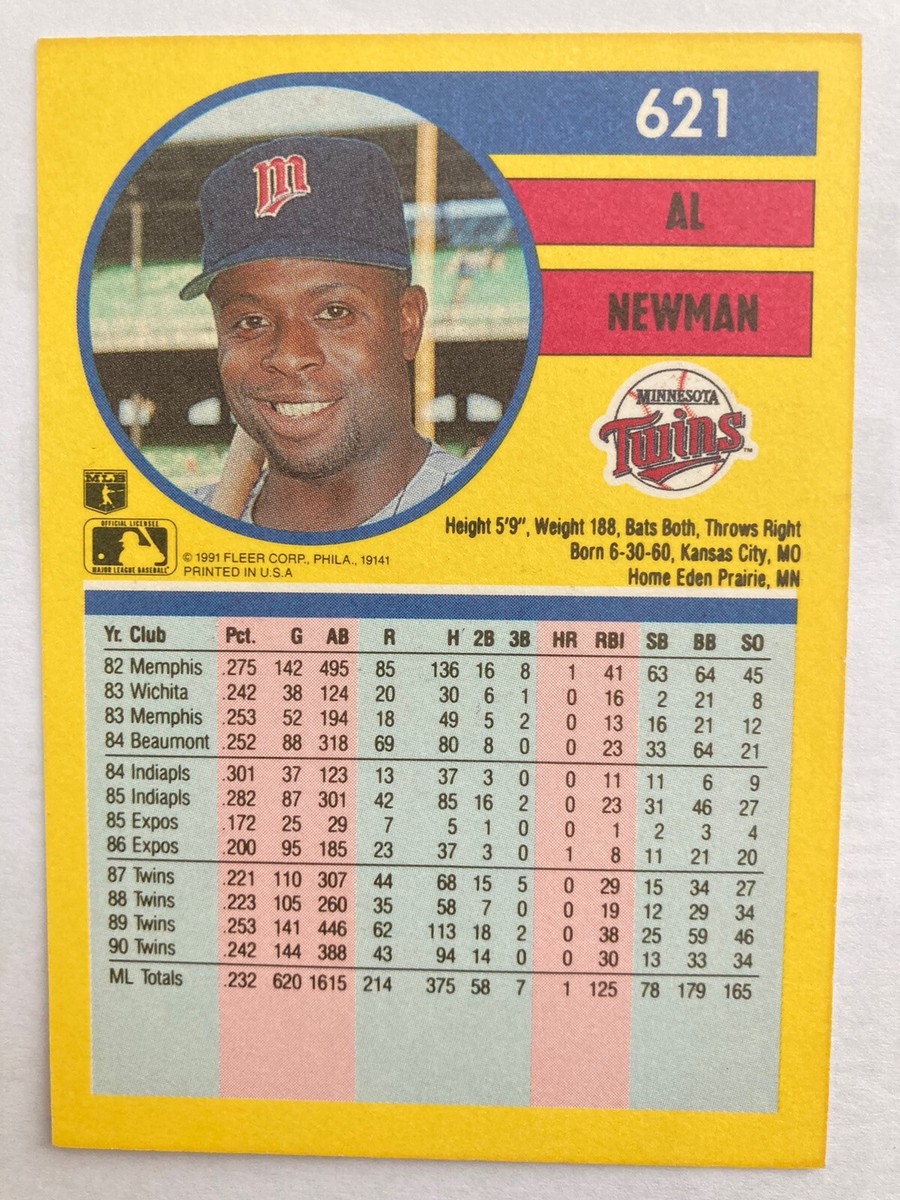 621
AL
NEWMAN
m
MINNESOTA
Twins
TM
MLB
OFFICIAL LICENSEE
MAJOR LEAGUE BASEBALL
© 1991 FLEER CORP., PHILA., 19141
PRINTED IN U.S.A
Height 5'9", Weight 188, Bats Both, Throws Right
Born 6-30-60, Kansas City, MO
Home Eden Prairie, MN
Yr. Club Pct. G AB R H 2B 3B HR RBI SB BB SO
82 Memphis .275 142 495 85 136 16 8 1 41 63 64 45
83 Wichita .242 38 124 20 30 6 1 0 16 2 21 8
83 Memphis .253 52 194 18 49 5 2 0 13 16 21 12
84 Beaumont .252 88 318 69 80 8 0 0 23 33 64 21
84 Indiapls .301 37 123 13 37 3 0 0 11 11 6 9
85 Indiapls .282 87 301 42 85 16 2 0 23 31 46 27
85 Expos .172 25 29 7 5 1 0 0 1 2 3 4
86 Expos .200 95 185 23 37 3 0 1 8 11 21 20
87 Twins .221 110 307 44 68 15 5 0 29 15 34 27
88 Twins .223 105 260 35 58 7 0 0 19 12 29 34
89 Twins .253 141 446 62 113 18 2 0 38 25 59 46
90 Twins .242 144 388 43 94 14 0 0 30 13 33 34
ML Totals .232 620 1615 214 375 58 7 1 125 78 179 165